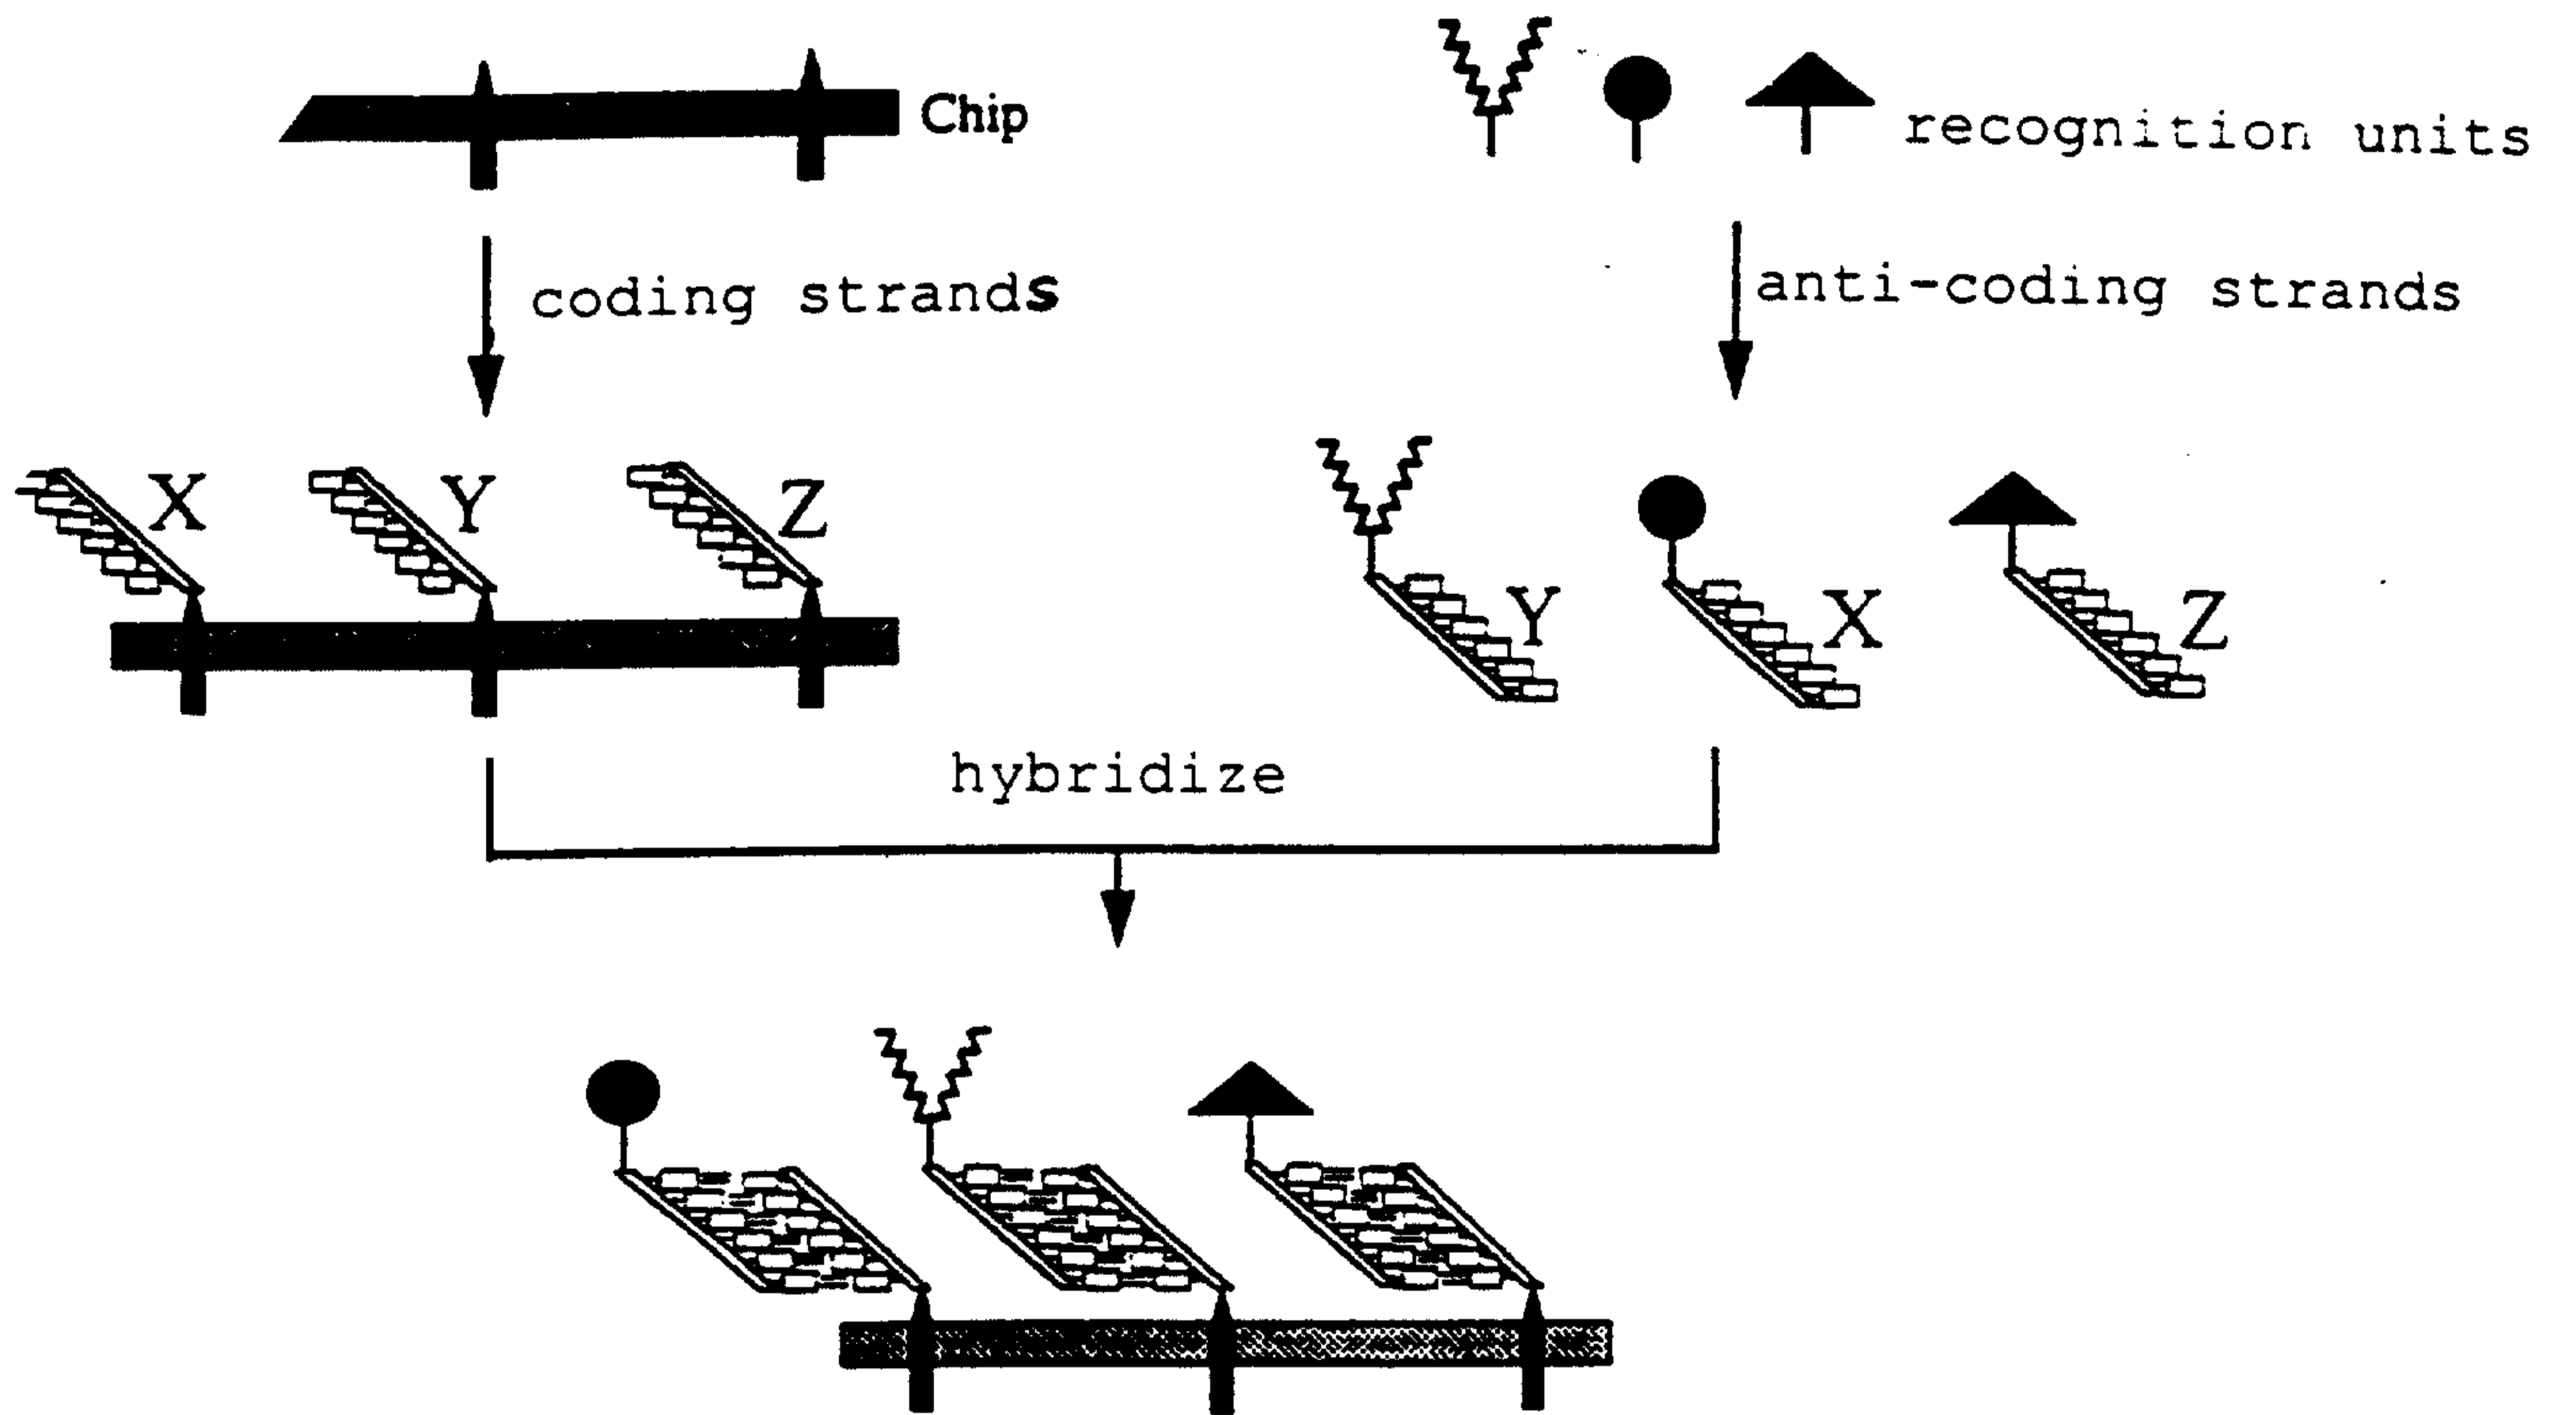 Chip
recognition units
coding strands
anti-coding strands
X Y Z
Y X Z
hybridize